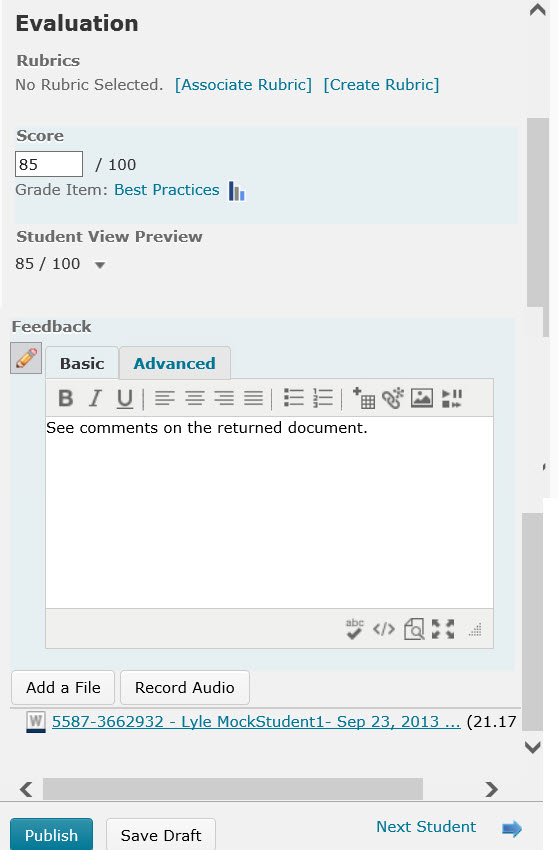 Evaluation
Rubrics
No Rubric Selected. [Associate Rubric] [Create Rubric]
Score
85 / 100
Grade Item: Best Practices
Student View Preview
85 / 100
Feedback
Basic Advanced
B I U
See comments on the returned document.
abc </>
Add a File Record Audio
W 5587-3662932 - Lyle MockStudent1- Sep 23, 2013 ... (21.17
Publish Save Draft Next Student